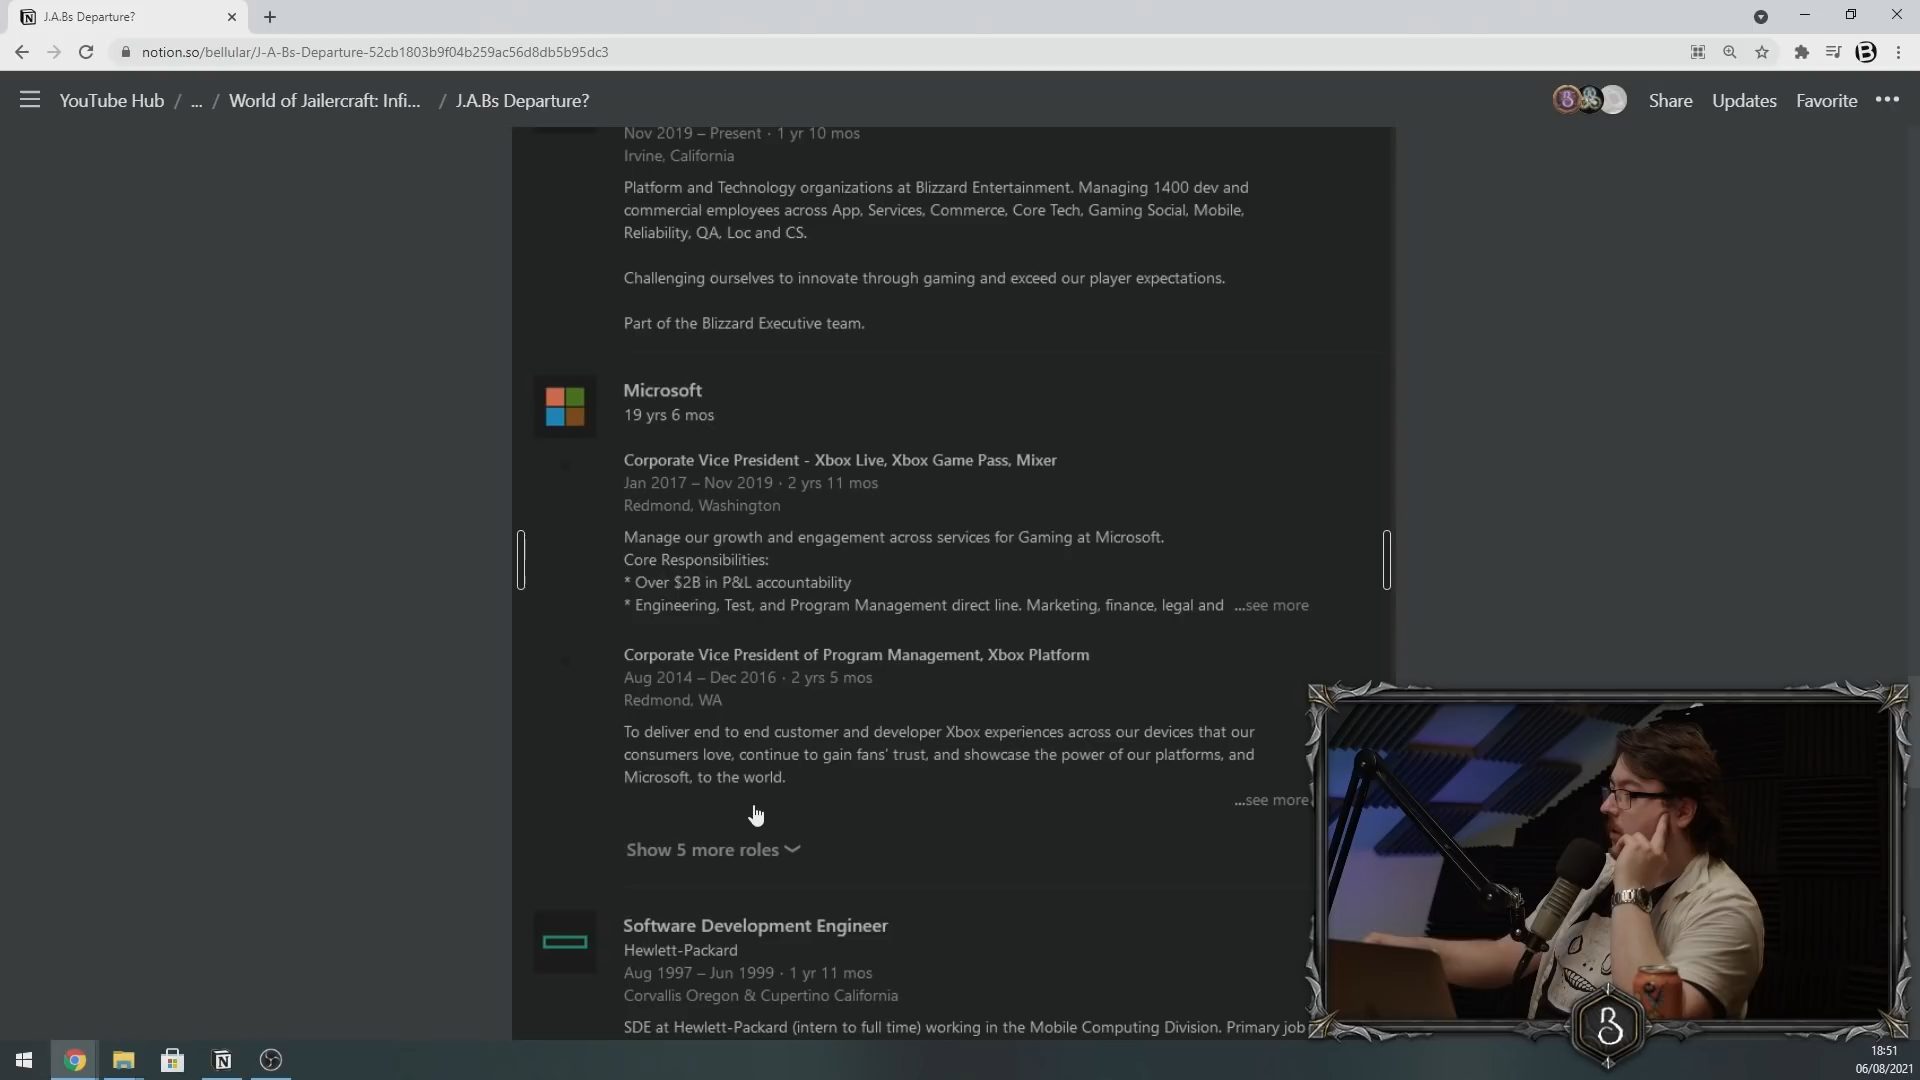 J.A.Bs Departure?
notion.so/bellular/J-A-Bs-Departure-52cb1803b9f04b259ac56d8db5b95dc3
YouTube Hub / ... / World of Jailercraft: Infi... / J.A.Bs Departure?
Share Updates Favorite
Nov 2019 – Present · 1 yr 10 mos
Irvine, California
Platform and Technology organizations at Blizzard Entertainment. Managing 1400 dev and
commercial employees across App, Services, Commerce, Core Tech, Gaming Social, Mobile,
Reliability, QA, Loc and CS.
Challenging ourselves to innovate through gaming and exceed our player expectations.
Part of the Blizzard Executive team.
Microsoft
19 yrs 6 mos
Corporate Vice President - Xbox Live, Xbox Game Pass, Mixer
Jan 2017 – Nov 2019 · 2 yrs 11 mos
Redmond, Washington
Manage our growth and engagement across services for Gaming at Microsoft.
Core Responsibilities:
* Over $2B in P&L accountability
* Engineering, Test, and Program Management direct line. Marketing, finance, legal and ...see more
Corporate Vice President of Program Management, Xbox Platform
Aug 2014 – Dec 2016 · 2 yrs 5 mos
Redmond, WA
To deliver end to end customer and developer Xbox experiences across our devices that our
consumers love, continue to gain fans' trust, and showcase the power of our platforms, and
Microsoft, to the world.
...see more
Show 5 more roles
Software Development Engineer
Hewlett-Packard
Aug 1997 – Jun 1999 · 1 yr 11 mos
Corvallis Oregon & Cupertino California
SDE at Hewlett-Packard (intern to full time) working in the Mobile Computing Division. Primary job
B
18:51
06/08/2021